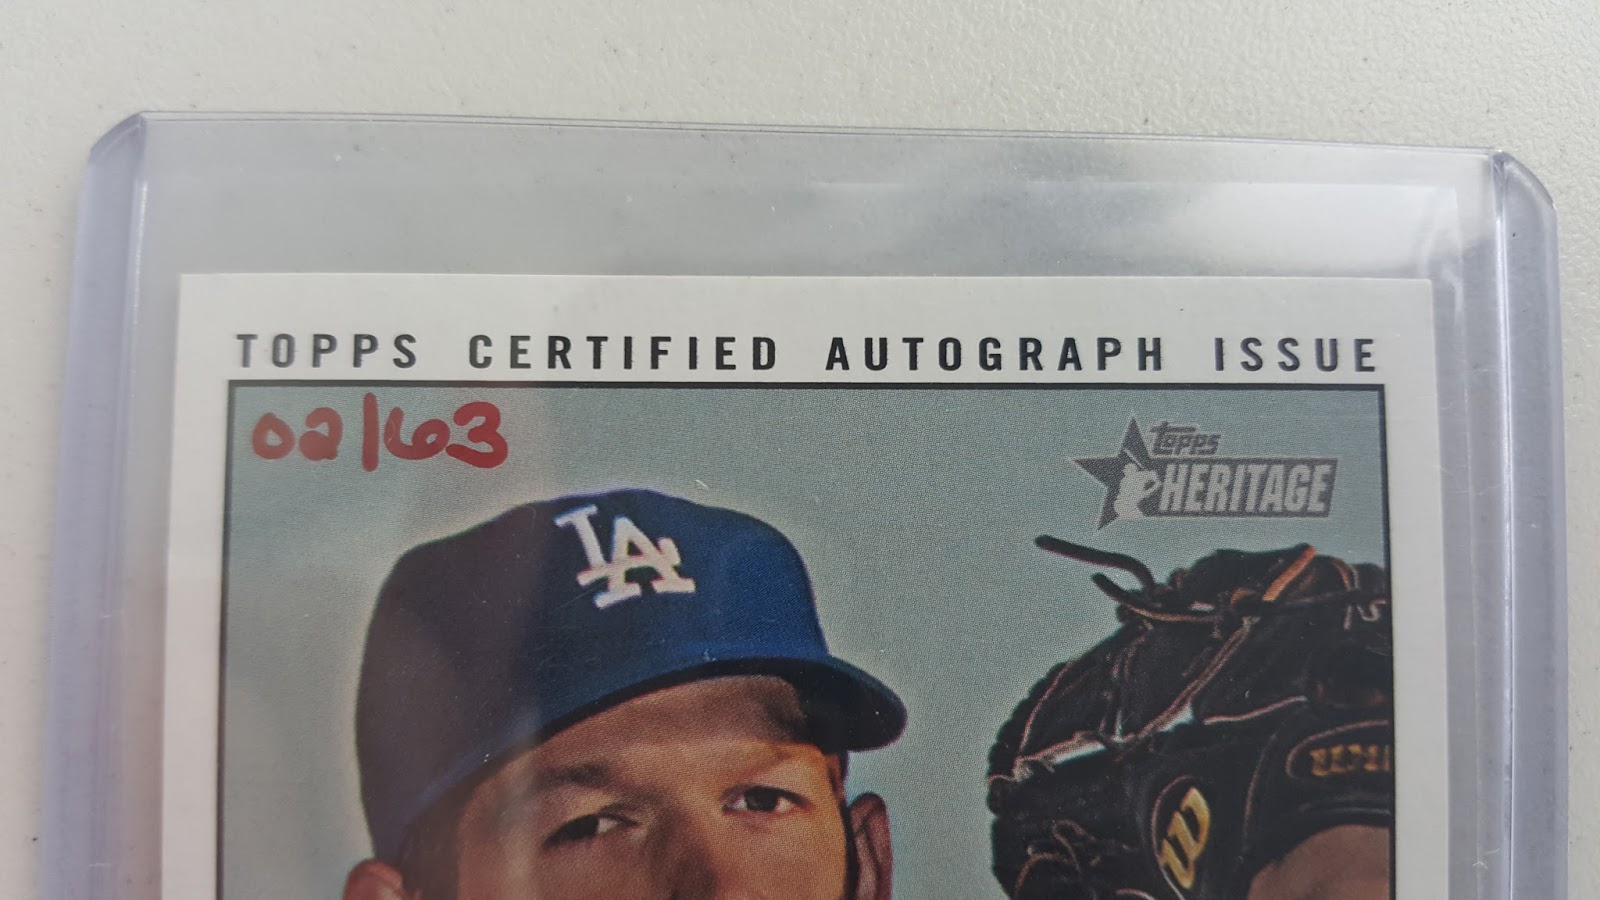 TOPPS CERTIFIED AUTOGRAPH ISSUE
02/63
topps
HERITAGE
LA
W